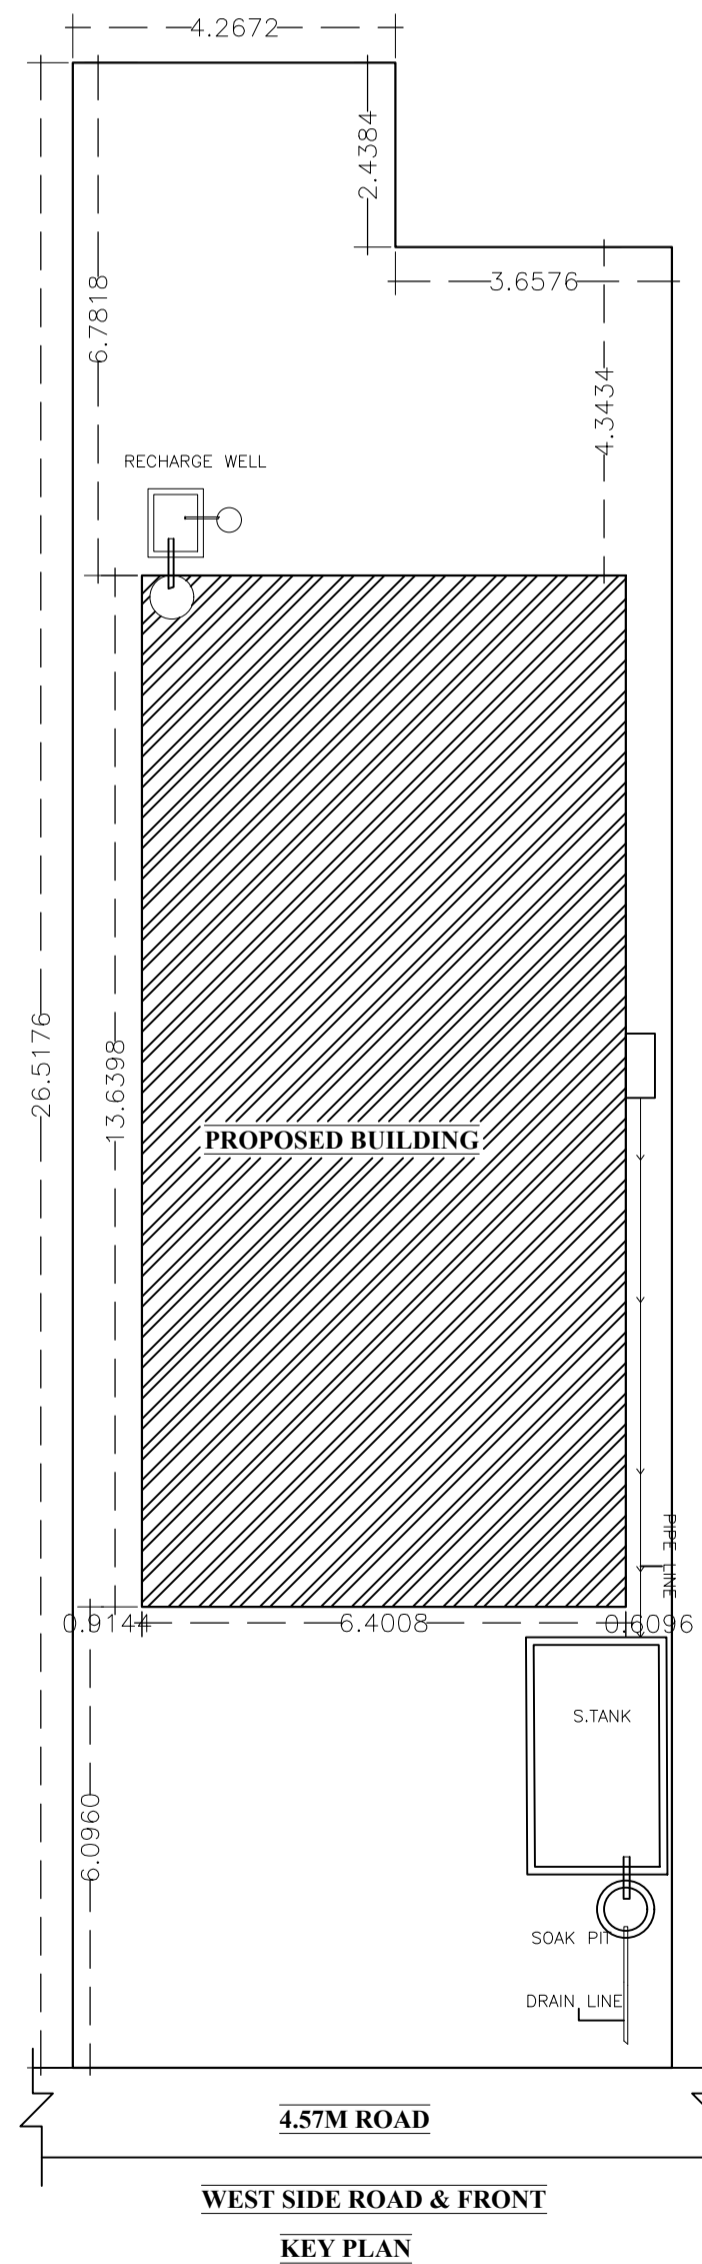 4.2672
2.4384
3.6576
6.7818
4.3434
RECHARGE WELL
26.5176
13.6398
PROPOSED BUILDING
PIPE LINE
0.9144
6.4008
0.6096
S.TANK
6.0960
SOAK PIT
DRAIN LINE
4.57M ROAD
WEST SIDE ROAD & FRONT
KEY PLAN